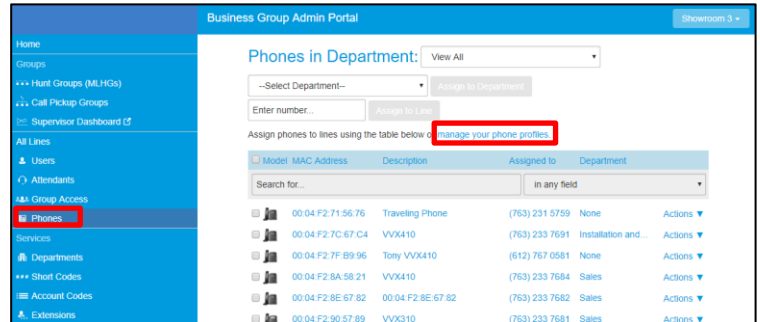 Business Group Admin Portal
Showroom 3
Home
Groups
Hunt Groups (MLHGs)
Call Pickup Groups
Supervisor Dashboard
All Lines
Users
Attendants
Group Access
Phones
Services
Departments
Short Codes
Account Codes
Extensions
Phones in Department: View All
--Select Department-- Assign to Department
Enter number... Assign to Line
Assign phones to lines using the table below or manage your phone profiles.
Model MAC Address Description Assigned to Department
Search for... in any field
00:04:F2:71:56:76 Traveling Phone (763) 231 5759 None Actions ▼
00:04:F2:7C:67:C4 VVX410 (763) 233 7691 Installation and... Actions ▼
00:04:F2:7F:B9:96 Tony VVX410 (612) 767 0581 None Actions ▼
00:04:F2:8A:58:21 VVX410 (763) 233 7684 Sales Actions ▼
00:04:F2:8E:67:82 00:04:F2:8E:67:82 (763) 233 7682 Sales Actions ▼
00:04:F2:90:57:89 VVX310 (763) 233 7681 Sales Actions ▼